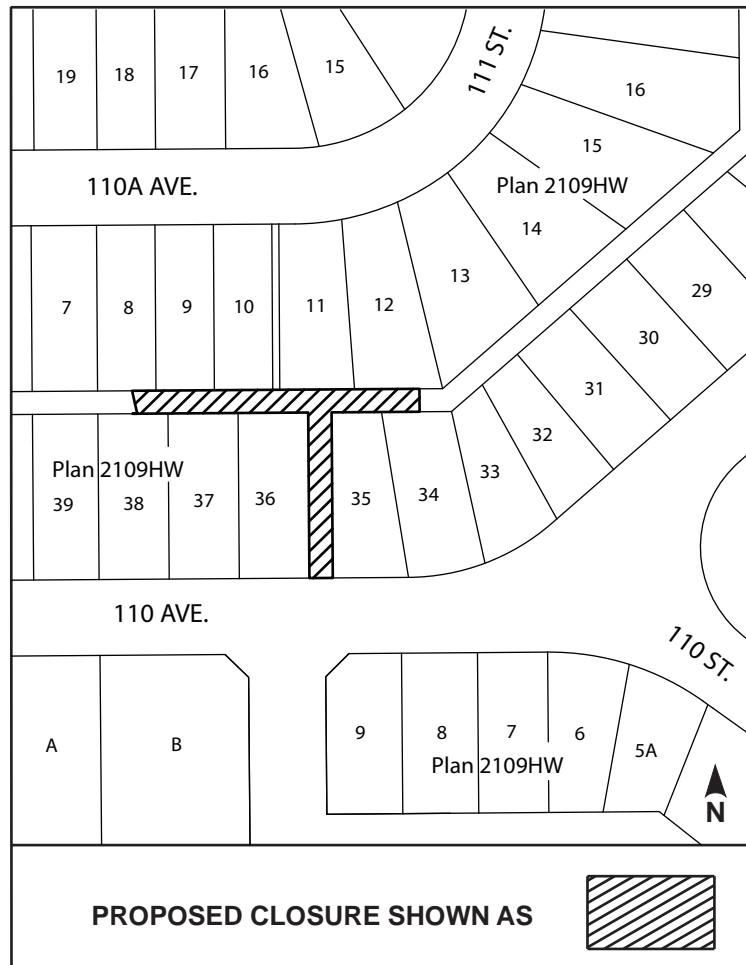 19
18
17
16
15
111 ST.
16
15
110A AVE.
Plan 2109HW
14
7
8
9
10
11
12
13
29
30
31
32
33
Plan 2109HW
39
38
37
36
35
34
110 AVE.
110 ST.
A
B
9
8
7
6
5A
Plan 2109HW
N
PROPOSED CLOSURE SHOWN AS